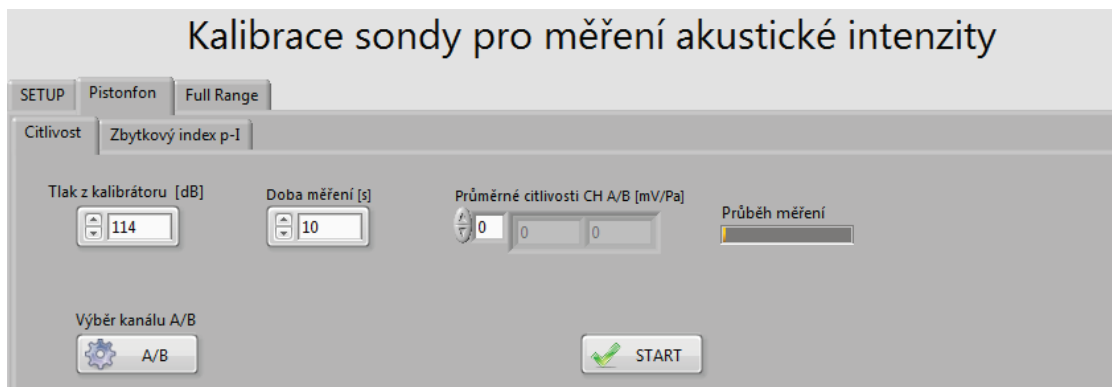 Kalibrace sondy pro měření akustické intenzity
SETUP Pistonfon Full Range
Citlivost Zbytkový index p-I
Tlak z kalibrátoru [dB] Doba měření [s] Průměrné citlivosti CH A/B [mV/Pa] Průběh měření
114 10 0 0 0
Výběr kanálu A/B
A/B START